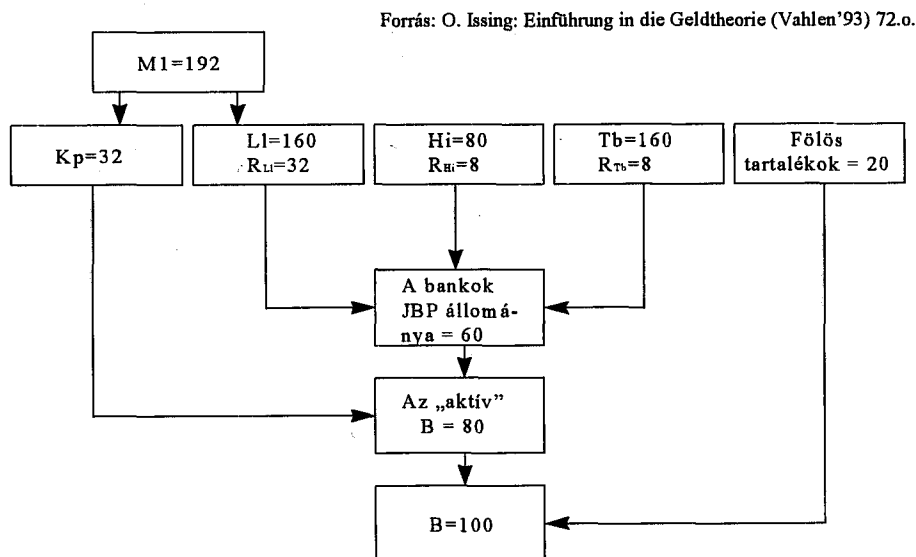 Forrás: O. Issing: Einführung in die Geldtheorie (Vahlen'93) 72.o.
M1=192
Kp=32
Ll=160
RLl=32
Hi=80
RHi=8
Tb=160
RTb=8
Fölös
tartalékok = 20
A bankok
JBP állomá-
nya = 60
Az „aktív”
B = 80
B=100